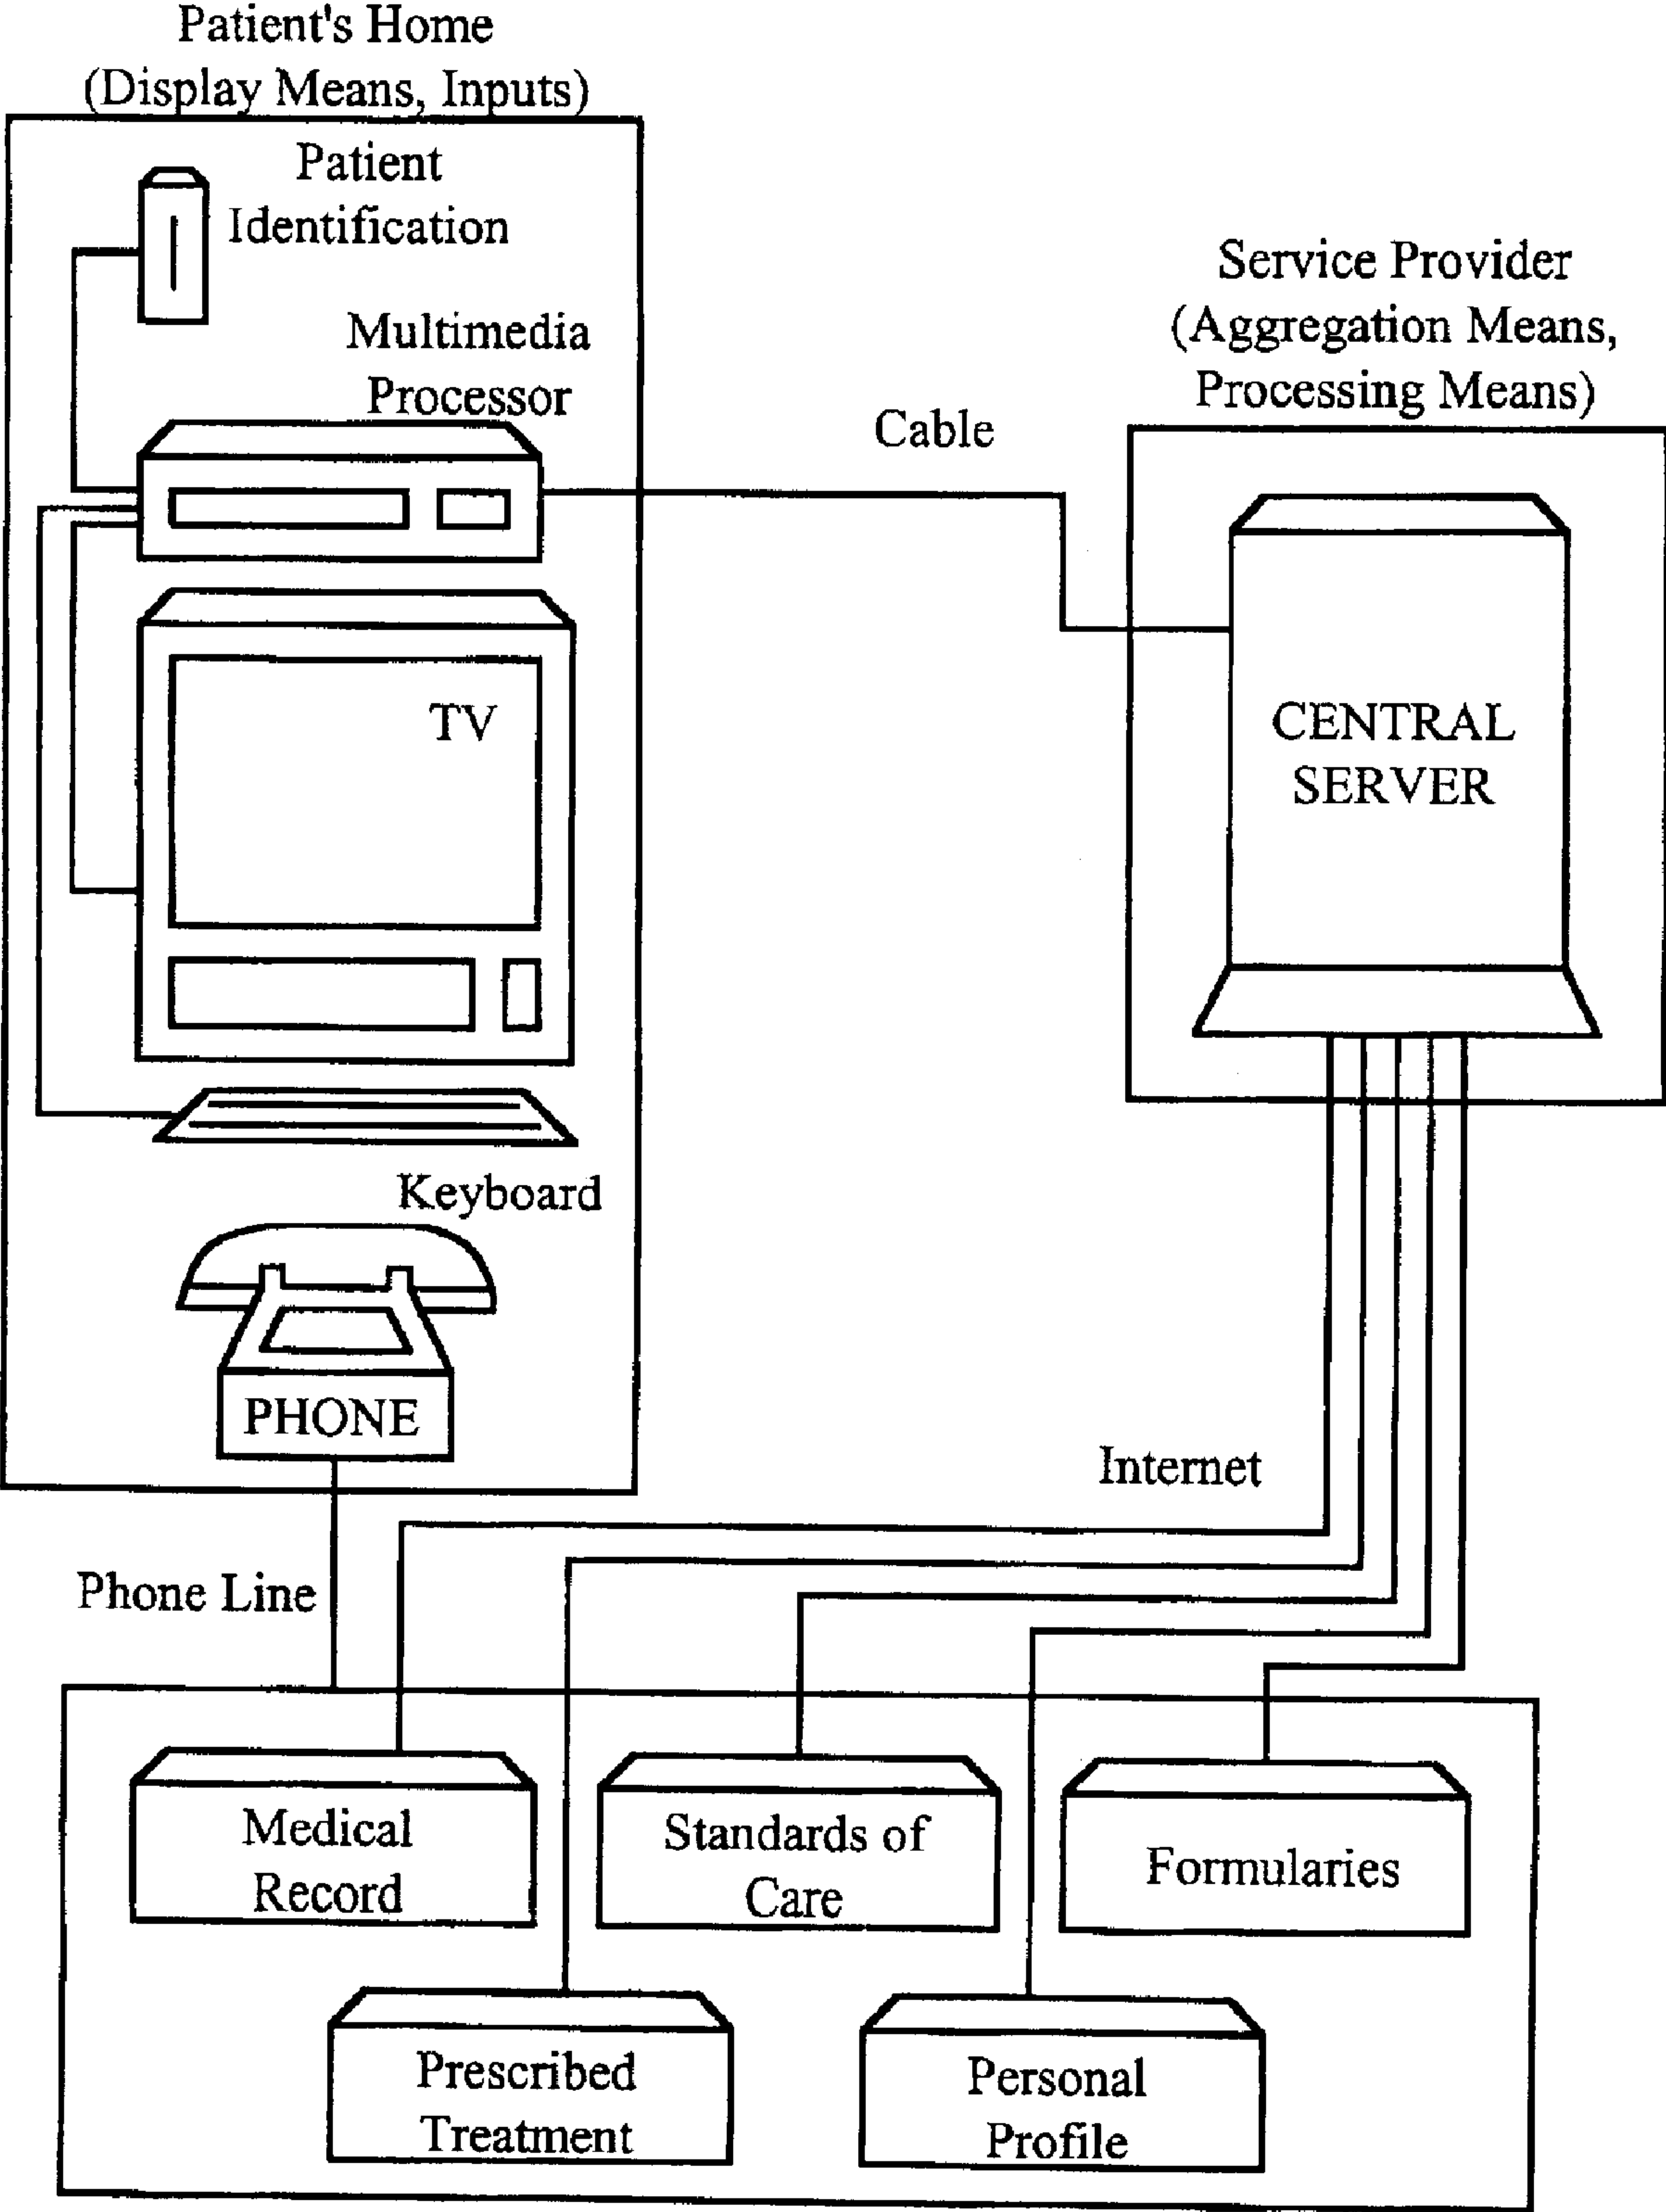 Patient's Home
(Display Means, Inputs)
Patient
Identification
Multimedia
Processor
TV
Keyboard
PHONE
Cable
Service Provider
(Aggregation Means,
Processing Means)
CENTRAL
SERVER
Internet
Phone Line
Medical
Record
Standards of
Care
Formularies
Prescribed
Treatment
Personal
Profile